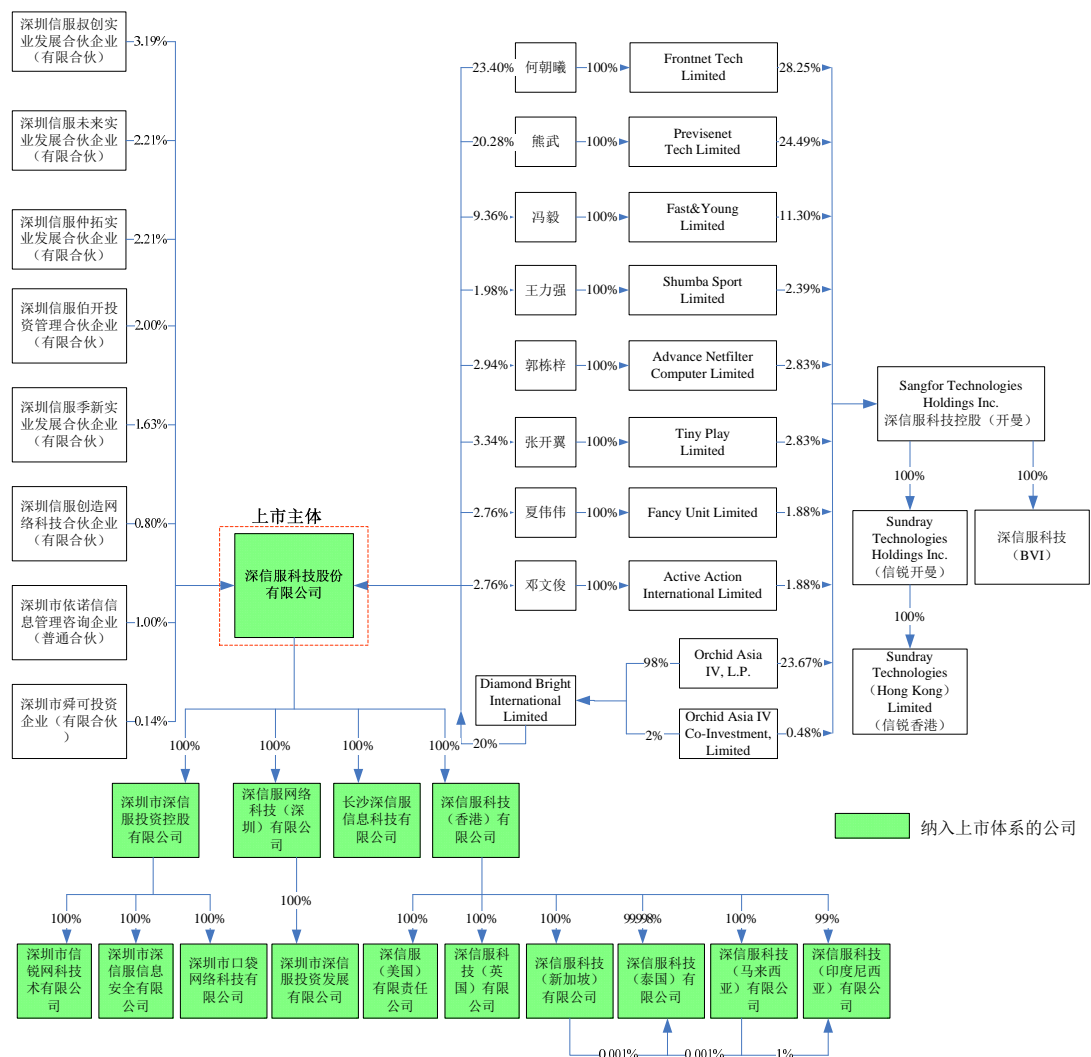 深圳信服叔创实
业发展合伙企业
（有限合伙）
3.19%
深圳信服未来实
业发展合伙企业
（有限合伙）
2.21%
深圳信服仲拓实
业发展合伙企业
（有限合伙）
2.21%
深圳信服伯开投
资管理合伙企业
（有限合伙）
2.00%
深圳信服季新实
业发展合伙企业
（有限合伙）
1.63%
深圳信服创造网
络科技合伙企业
（有限合伙）
0.80%
深圳市依诺信信
息管理咨询企业
（普通合伙）
1.00%
深圳市舜可投资
企业（有限合伙
）
0.14%
上市主体
深信服科技股份
有限公司
23.40%
何朝曦
100%
Frontnet Tech
Limited
28.25%
20.28%
熊武
100%
Previsenet
Tech Limited
24.49%
9.36%
冯毅
100%
Fast&Young
Limited
11.30%
1.98%
王力强
100%
Shumba Sport
Limited
2.39%
2.94%
郭栋梓
100%
Advance Netfilter
Computer Limited
2.83%
3.34%
张开翼
100%
Tiny Play
Limited
2.83%
2.76%
夏伟伟
100%
Fancy Unit Limited
1.88%
2.76%
邓文俊
100%
Active Action
International Limited
1.88%
Diamond Bright
International
Limited
20%
98%
Orchid Asia
IV, L.P.
23.67%
2%
Orchid Asia IV
Co-Investment,
Limited
0.48%
Sangfor Technologies
Holdings Inc.
深信服科技控股（开曼）
100%
100%
Sundray
Technologies
Holdings Inc.
（信锐开曼）
深信服科技
（BVI）
100%
Sundray
Technologies
（Hong Kong）
Limited
（信锐香港）
100%
100%
100%
100%
深圳市深信
服投资控股
有限公司
深信服网络
科技（深
圳）有限公
司
长沙深信服
信息科技有
限公司
深信服科技
（香港）有
限公司
纳入上市体系的公司
100%
100%
100%
100%
100%
100%
100%
99.998%
100%
99%
深圳市信
锐网科技
术有限公
司
深圳市深
信服信息
安全有限公
司
深圳市口袋
网络科技有
限公司
深圳市深信
服投资发展
有限公司
深信服
（美国）
有限责任公
司
深信服科
技（英
国）有限公
司
深信服科技
（新加坡）
有限公司
深信服科技
（泰国）有
限公司
深信服科技
（马来西
亚）有限公
司
深信服科技
（印度尼西
亚）有限公
司
0.001%
0.001%
1%